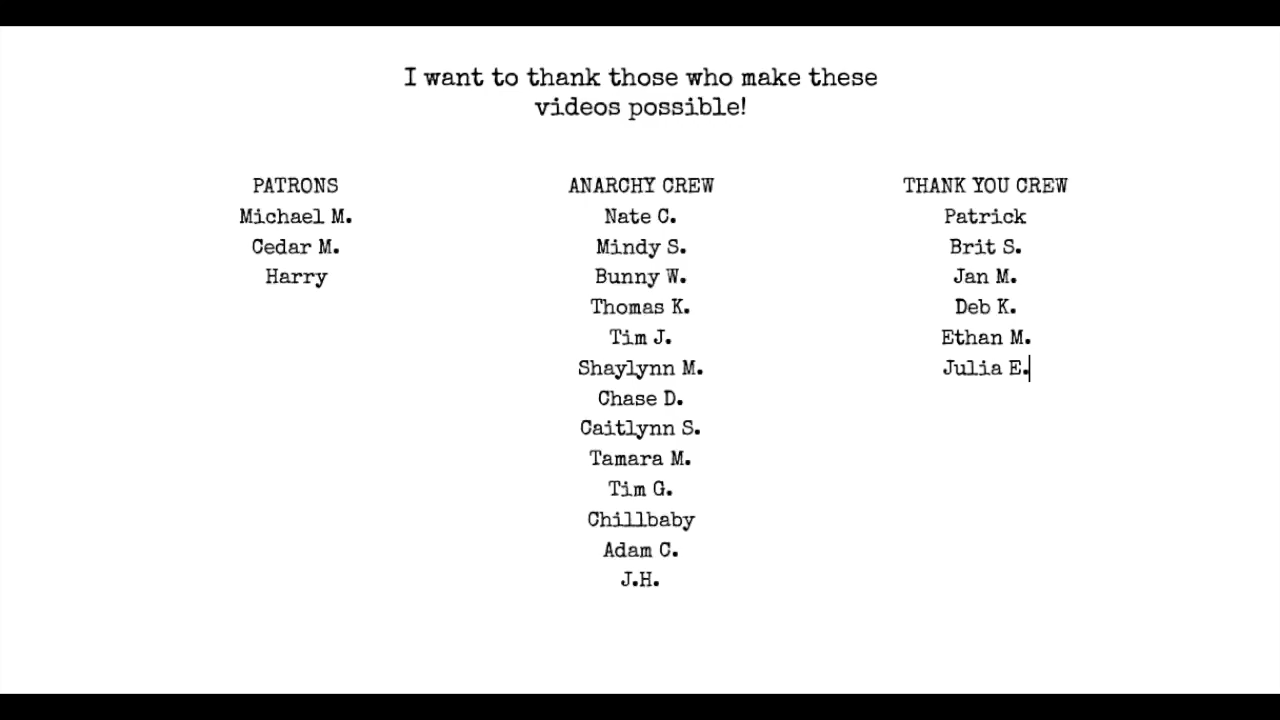 I want to thank those who make these
videos possible!
PATRONS
Michael M.
Cedar M.
Harry
ANARCHY CREW
Nate C.
Mindy S.
Bunny W.
Thomas K.
Tim J.
Shaylynn M.
Chase D.
Caitlynn S.
Tamara M.
Tim G.
Chillbaby
Adam C.
J.H.
THANK YOU CREW
Patrick
Brit S.
Jan M.
Deb K.
Ethan M.
Julia E.